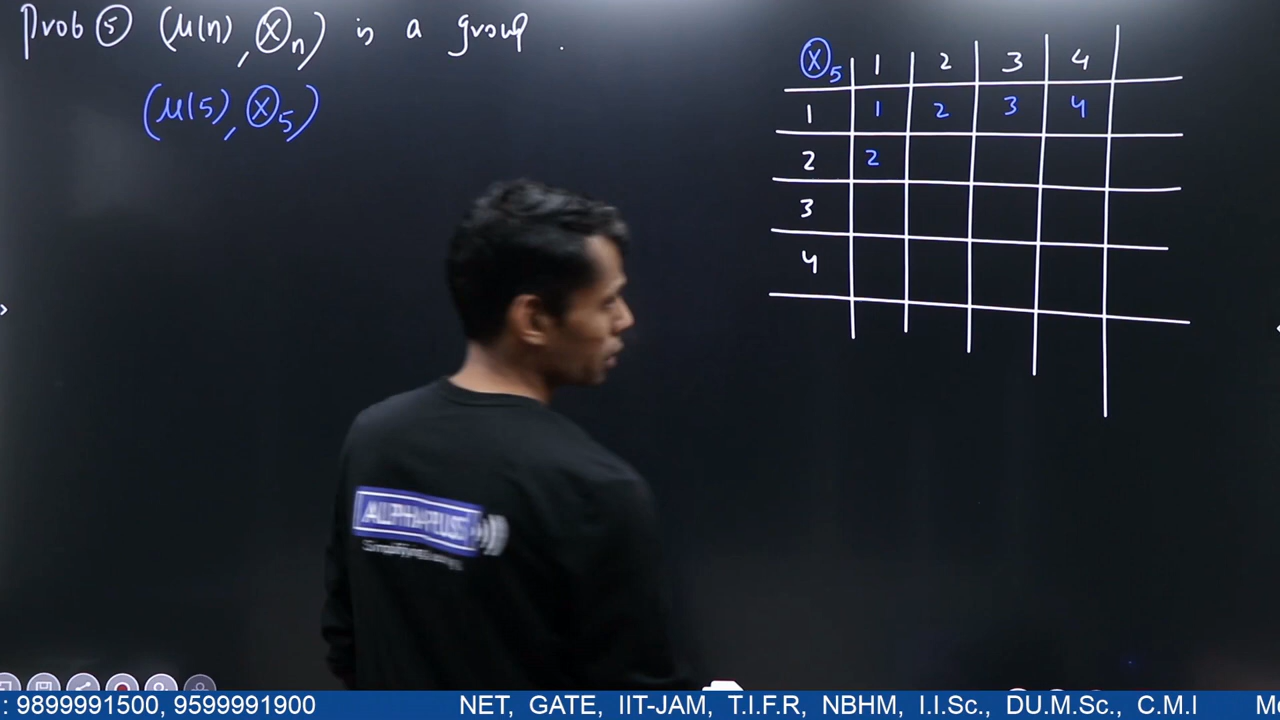 Prob ⑤ (μ(n), ⊗n) is a group.
(μ(5), ⊗5)
⊗5 1 2 3 4
1 1 2 3 4
2 2
3
4
ALPHAPLUSS
: 9899991500, 9599991900 NET, GATE, IIT-JAM, T.I.F.R, NBHM, I.I.Sc., DU.M.Sc., C.M.I